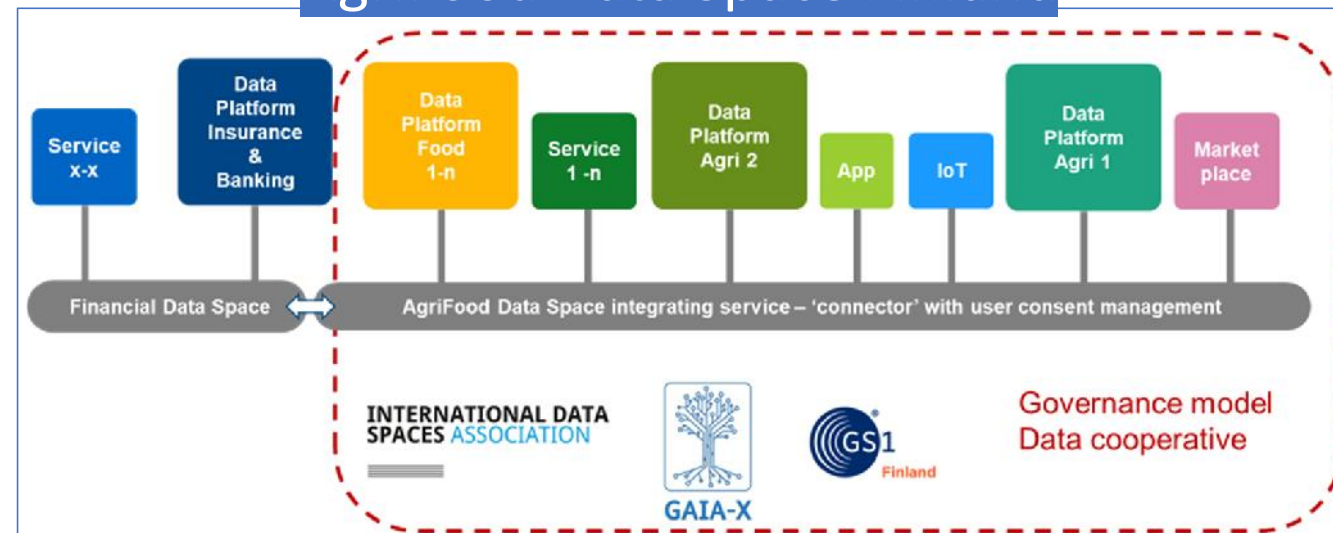 Service
x-x
Data
Platform
Insurance
&
Banking
Data
Platform
Food
1-n
Service
1 -n
Data
Platform
Agri 2
App
IoT
Data
Platform
Agri 1
Market
place
Financial Data Space
AgriFood Data Space integrating service – ‘connector’ with user consent management
INTERNATIONAL DATA
SPACES ASSOCIATION
GAIA-X
GS1
®
Finland
Governance model
Data cooperative